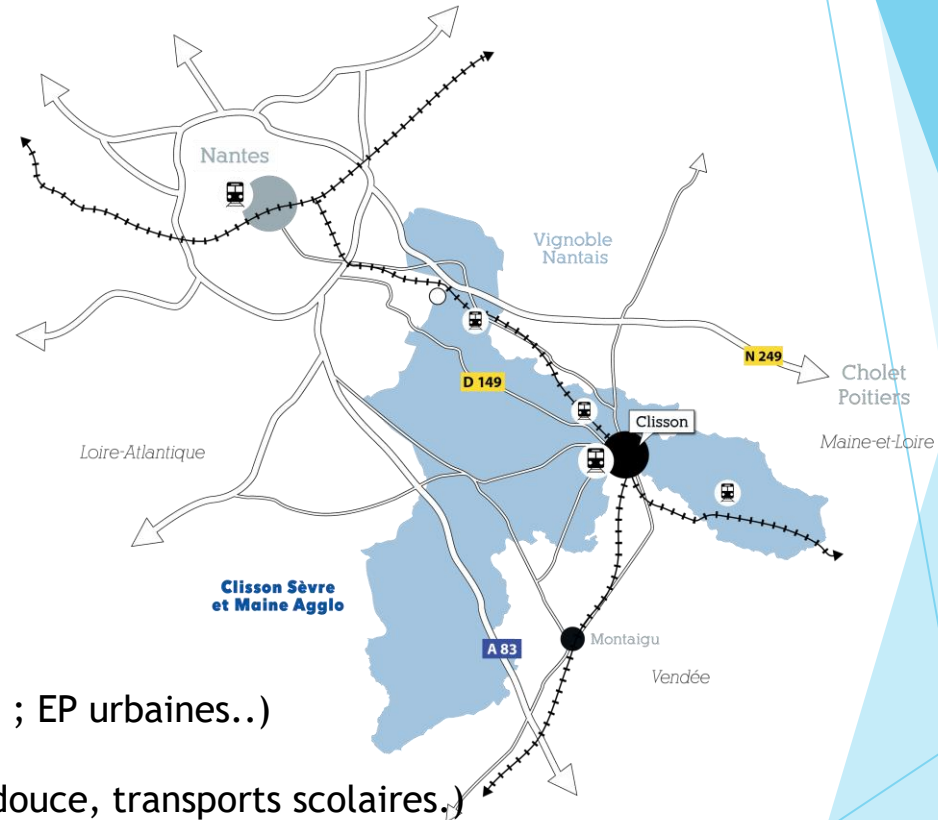 Nantes
Vignoble
Nantais
N 249
D 149
Cholet
Poitiers
Clisson
Maine-et-Loire
Loire-Atlantique
Clisson Sèvre
et Maine Agglo
A 83
Montaigu
Vendée
; EP urbaines..)
douce, transports scolaires.)